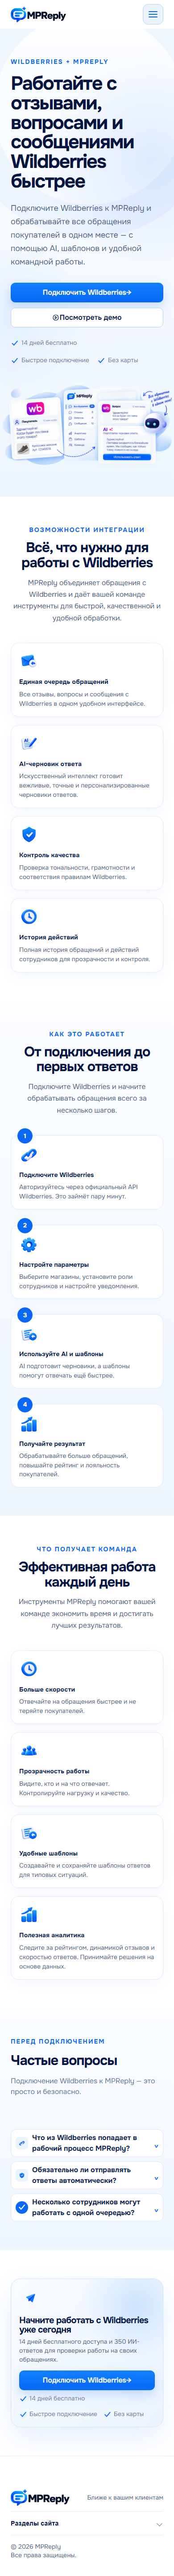 MPReply
WILDBERRIES + MPREPLY
Работайте с
отзывами,
вопросами и
сообщениями
Wildberries
быстрее
Подключите Wildberries к MPReply и
обрабатывайте все обращения
покупателей в одном месте — с
помощью AI, шаблонов и удобной
командной работы.
Подключить Wildberries→
Посмотреть демо
14 дней бесплатно
Быстрое подключение
Без карты
wb
MPReply
wb
ВОЗМОЖНОСТИ ИНТЕГРАЦИИ
Всё, что нужно для
работы с Wildberries
MPReply объединяет обращения с
Wildberries и даёт вашей команде
инструменты для быстрой, качественной и
удобной обработки.
Единая очередь обращений
Все отзывы, вопросы и сообщения с
Wildberries в одном удобном интерфейсе.
AI-черновик ответа
Искусственный интеллект готовит
вежливые, точные и персонализированные
черновики ответов.
Контроль качества
Проверка тональности, грамотности и
соответствия правилам Wildberries.
История действий
Полная история обращений и действий
сотрудников для прозрачности и контроля.
КАК ЭТО РАБОТАЕТ
От подключения до
первых ответов
Подключите Wildberries и начните
обрабатывать обращения всего за
несколько шагов.
1
Подключите Wildberries
Авторизуйтесь через официальный API
Wildberries. Это займёт пару минут.
2
Настройте параметры
Выберите магазины, установите роли
сотрудников и настройте уведомления.
3
Используйте AI и шаблоны
AI подготовит черновики, а шаблоны
помогут отвечать ещё быстрее.
4
Получайте результат
Обрабатывайте больше обращений,
повышайте рейтинг и лояльность
покупателей.
ЧТО ПОЛУЧАЕТ КОМАНДА
Эффективная работа
каждый день
Инструменты MPReply помогают вашей
команде экономить время и достигать
лучших результатов.
Больше скорости
Отвечайте на обращения быстрее и не
теряйте покупателей.
Прозрачность работы
Видите, кто и на что отвечает.
Контролируйте нагрузку и качество.
Удобные шаблоны
Создавайте и сохраняйте шаблоны ответов
для типовых ситуаций.
Полезная аналитика
Следите за рейтингом, динамикой отзывов и
скоростью ответов. Принимайте решения на
основе данных.
ПЕРЕД ПОДКЛЮЧЕНИЕМ
Частые вопросы
Подключение Wildberries к MPReply — это
просто и безопасно.
Что из Wildberries попадает в
рабочий процесс MPReply?
Обязательно ли отправлять
ответы автоматически?
Несколько сотрудников могут
работать с одной очередью?
Начните работать с Wildberries
уже сегодня
14 дней бесплатного доступа и 350 ИИ-
ответов для проверки работы на своих
обращениях.
Подключить Wildberries→
14 дней бесплатно
Быстрое подключение
Без карты
MPReply
Ближе к вашим клиентам
Разделы сайта
© 2026 MPReply
Все права защищены.